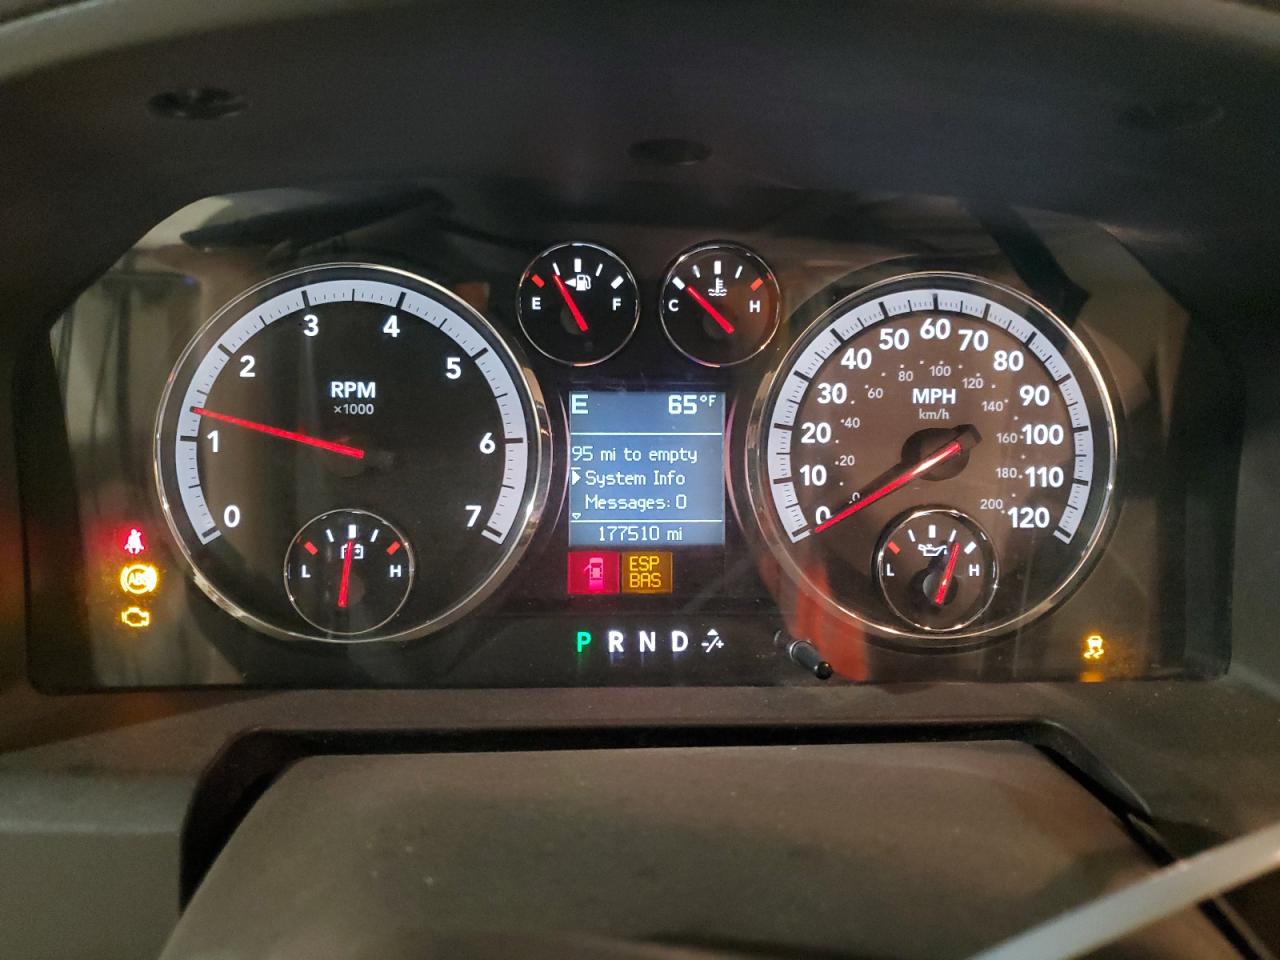 E F
C H
RPM
×1000
0 1 2 3 4 5 6 7
L H
E 65°F
95 mi to empty
System Info
Messages: 0
177510 mi
ESP
BAS
P R N D -/+
MPH
km/h
0 10 20 30 40 50 60 70 80 90 100 110 120
0 20 40 60 80 100 120 140 160 180 200
L H
ABS